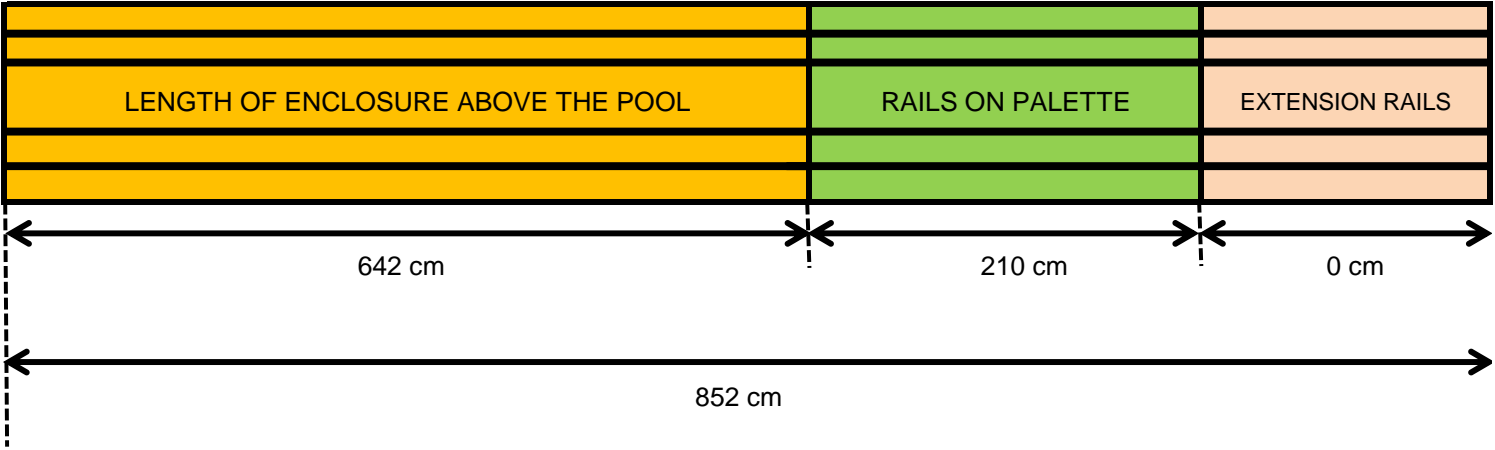 LENGTH OF ENCLOSURE ABOVE THE POOL
RAILS ON PALETTE
EXTENSION RAILS
642 cm
210 cm
0 cm
852 cm